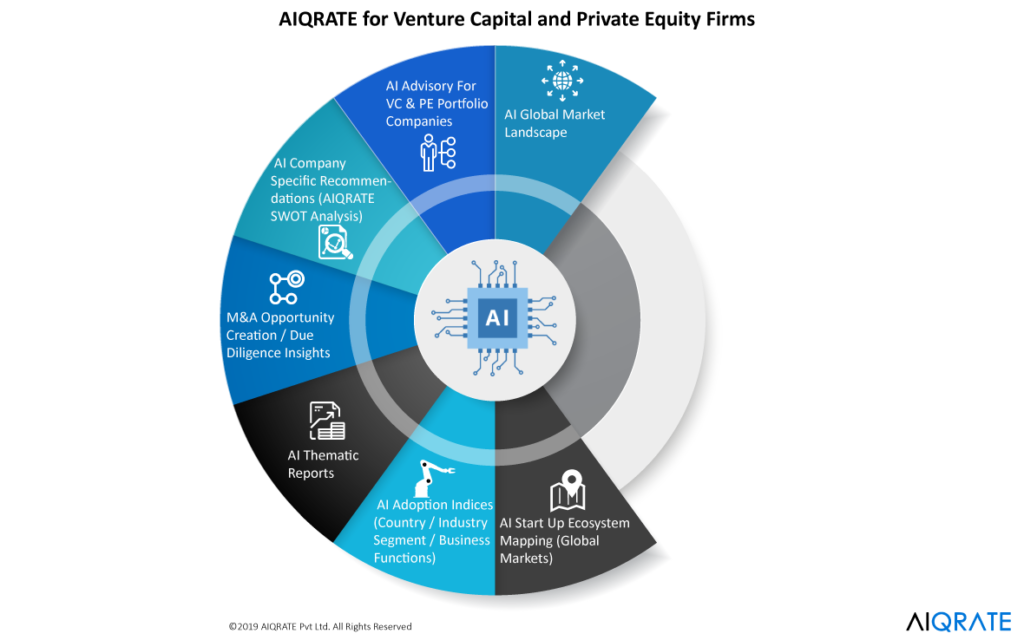 AIQRATE for Venture Capital and Private Equity Firms
AI Advisory For
VC & PE Portfolio
Companies
AI Global Market
Landscape
AI Company
Specific Recommen-
dations (AIQRATE
SWOT Analysis)
M&A Opportunity
Creation / Due
Diligence Insights
AI
AI Thematic
Reports
AI Adoption Indices
(Country / Industry
Segment / Business
Functions)
AI Start Up Ecosystem
Mapping (Global
Markets)
©2019 AIQRATE Pvt Ltd. All Rights Reserved
AIQRATE